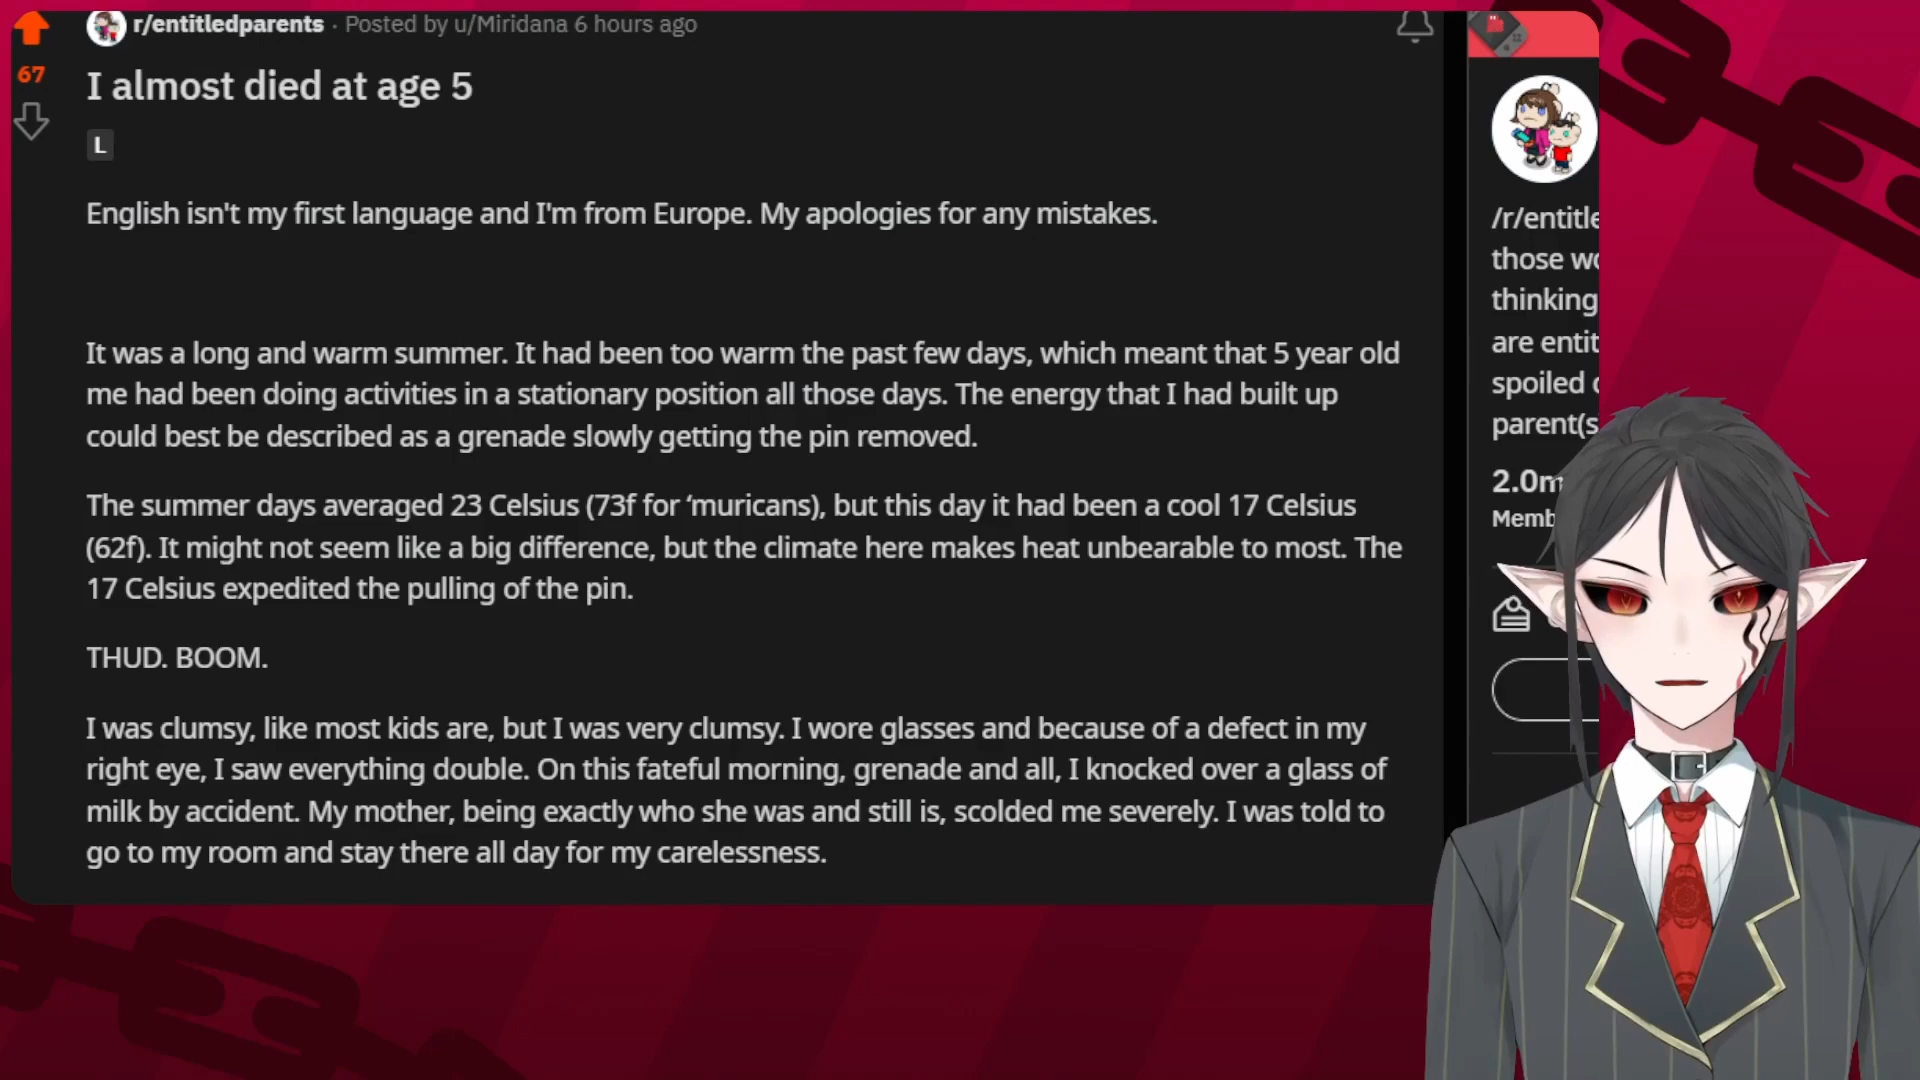 r/entitledparents · Posted by u/Miridana 6 hours ago
67
I almost died at age 5
L
English isn't my first language and I'm from Europe. My apologies for any mistakes.
It was a long and warm summer. It had been too warm the past few days, which meant that 5 year old
me had been doing activities in a stationary position all those days. The energy that I had built up
could best be described as a grenade slowly getting the pin removed.
The summer days averaged 23 Celsius (73f for ‘muricans), but this day it had been a cool 17 Celsius
(62f). It might not seem like a big difference, but the climate here makes heat unbearable to most. The
17 Celsius expedited the pulling of the pin.
THUD. BOOM.
I was clumsy, like most kids are, but I was very clumsy. I wore glasses and because of a defect in my
right eye, I saw everything double. On this fateful morning, grenade and all, I knocked over a glass of
milk by accident. My mother, being exactly who she was and still is, scolded me severely. I was told to
go to my room and stay there all day for my carelessness.
/r/entitle
those wo
thinking
are entit
spoiled
parent(s
2.0m
Memb